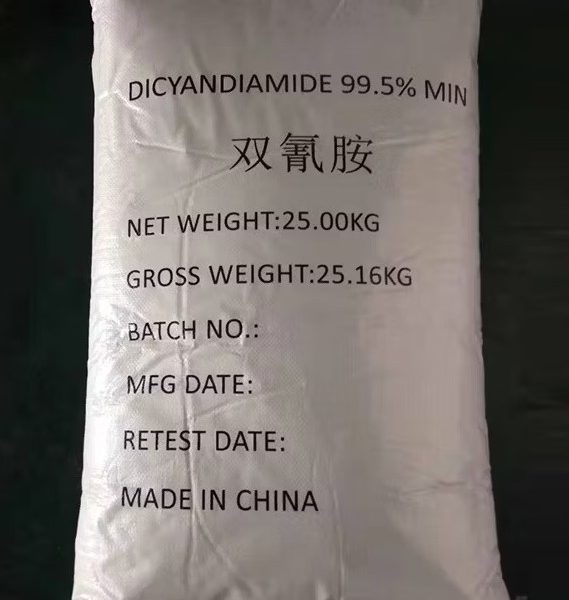 DICYANDIAMIDE 99.5% MIN
双氰胺
NET WEIGHT:25.00KG
GROSS WEIGHT:25.16KG
BATCH NO.:
MFG DATE:
RETEST DATE:
MADE IN CHINA